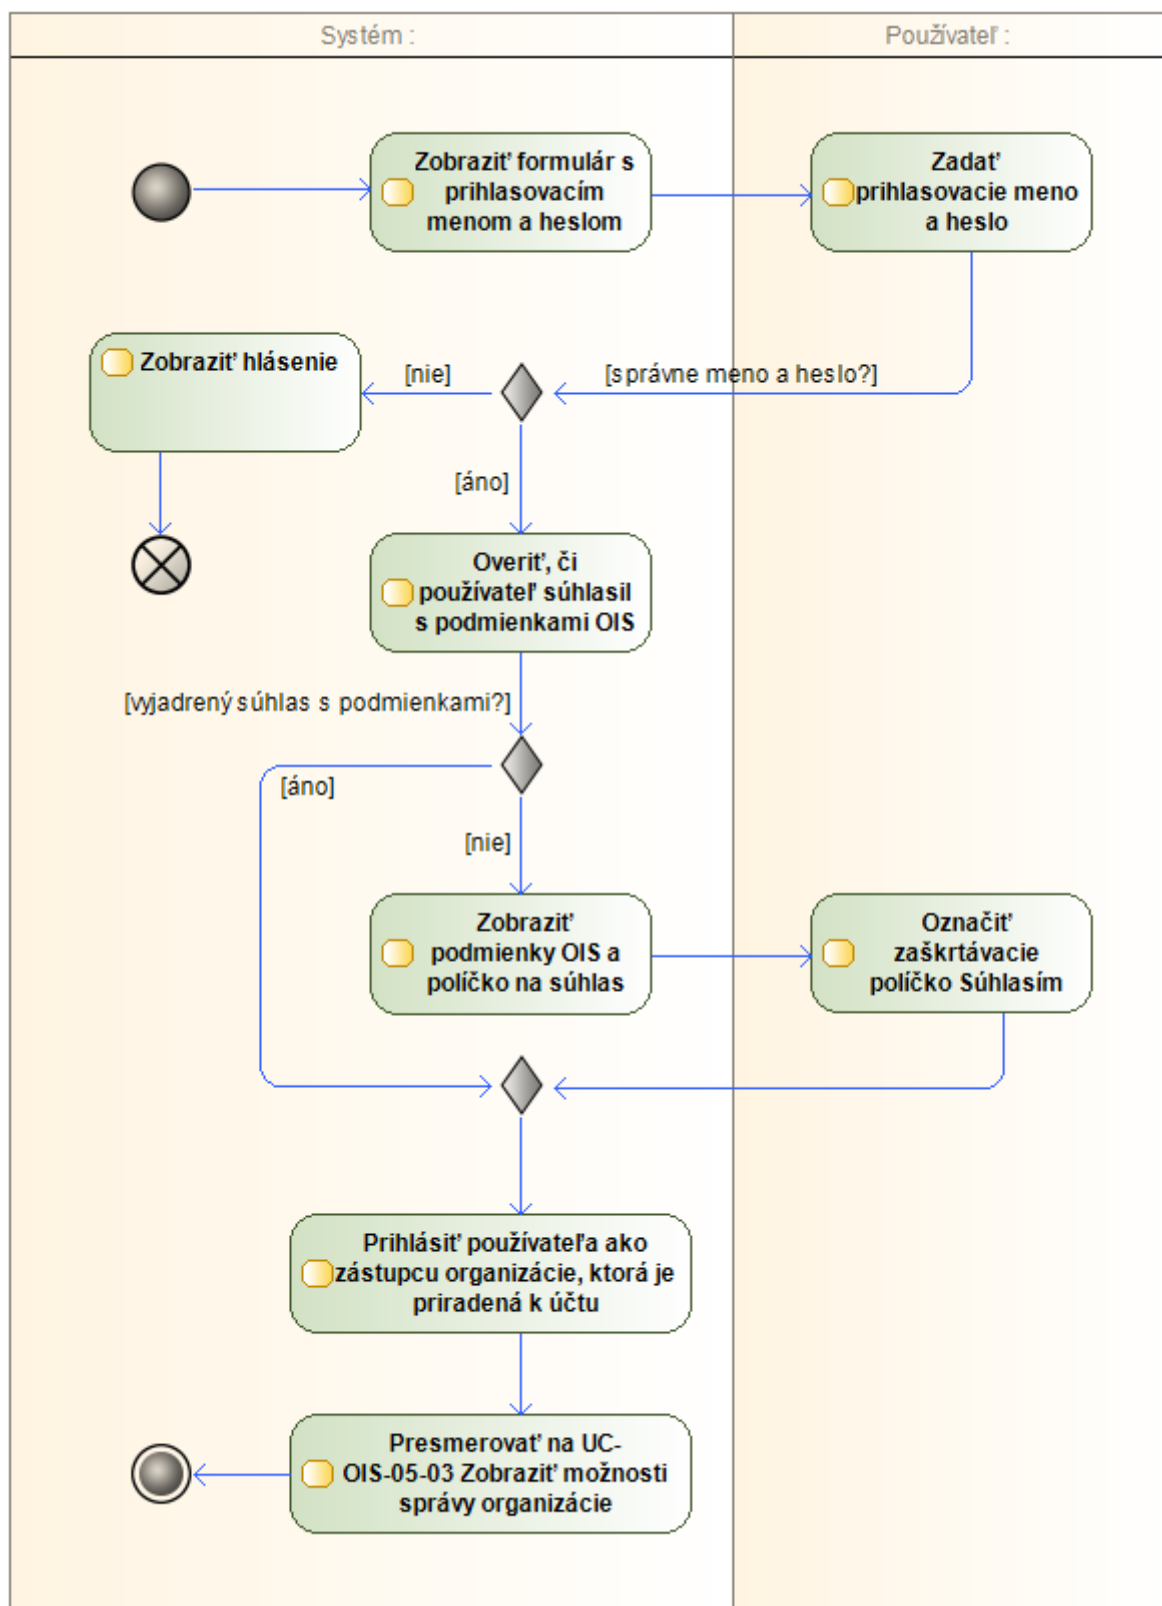 Systém :
Používateľ :
Zobraziť formulár s
prihlasovacím
menom a heslom
Zadať
prihlasovacie meno
a heslo
Zobraziť hlásenie
[nie]
[správne meno a heslo?]
[áno]
Overiť, či
používateľ súhlasil
s podmienkami OIS
[vyjadrený súhlas s podmienkami?]
[áno]
[nie]
Zobraziť
podmienky OIS a
políčko na súhlas
Označiť
zaškrtávacie
políčko Súhlasím
Prihlásiť používateľa ako
zástupcu organizácie, ktorá je
priradená k účtu
Presmerovať na UC-
OIS-05-03 Zobraziť možnosti
správy organizácie